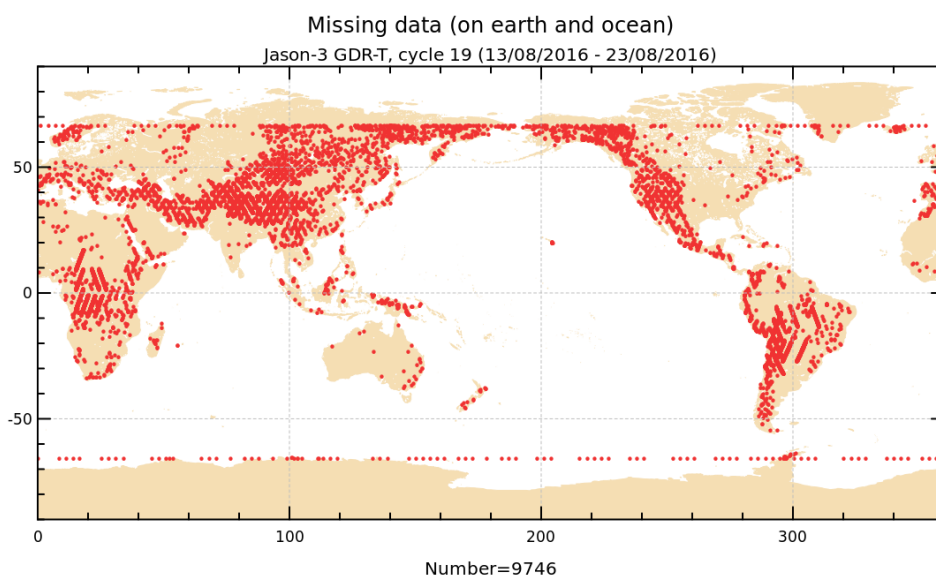 Missing data (on earth and ocean)
Jason-3 GDR-T, cycle 19 (13/08/2016 - 23/08/2016)
50
0
-50
0 100 200 300
Number=9746